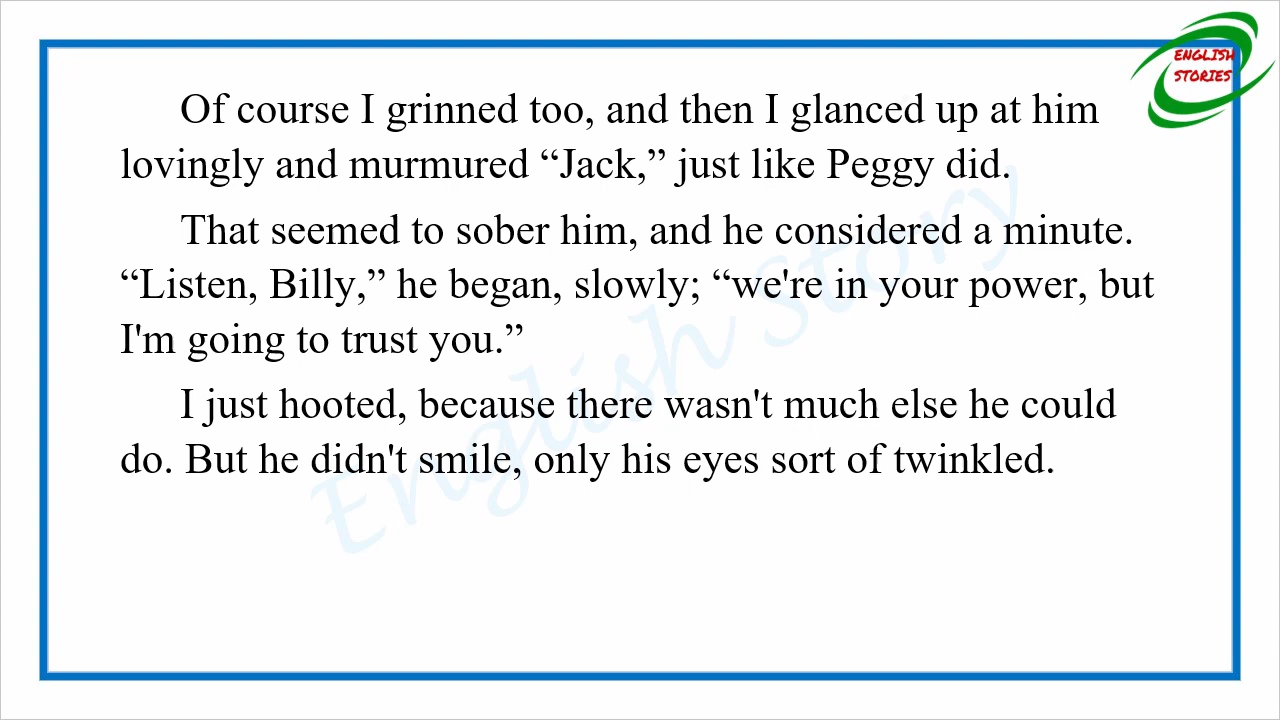 ENGLISH
STORIES
Of course I grinned too, and then I glanced up at him
lovingly and murmured “Jack,” just like Peggy did.
That seemed to sober him, and he considered a minute.
“Listen, Billy,” he began, slowly; “we're in your power, but
I'm going to trust you.”
I just hooted, because there wasn't much else he could
do. But he didn't smile, only his eyes sort of twinkled.
English Story